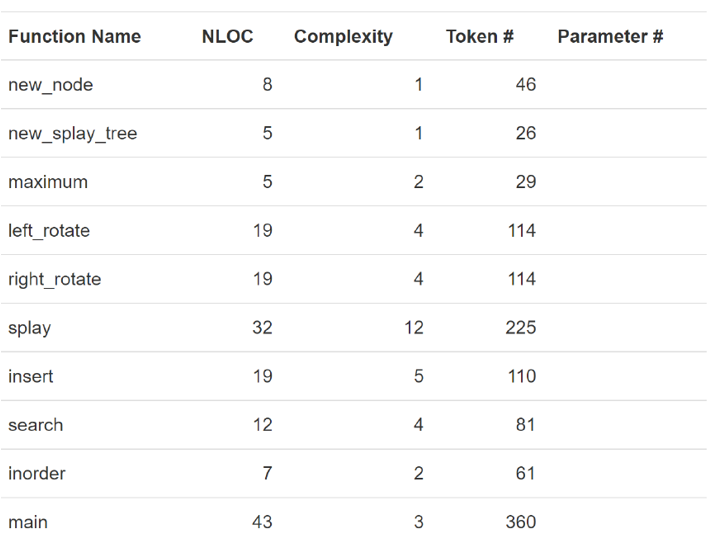 Function Name NLOC Complexity Token # Parameter #
new_node 8 1 46
new_splay_tree 5 1 26
maximum 5 2 29
left_rotate 19 4 114
right_rotate 19 4 114
splay 32 12 225
insert 19 5 110
search 12 4 81
inorder 7 2 61
main 43 3 360